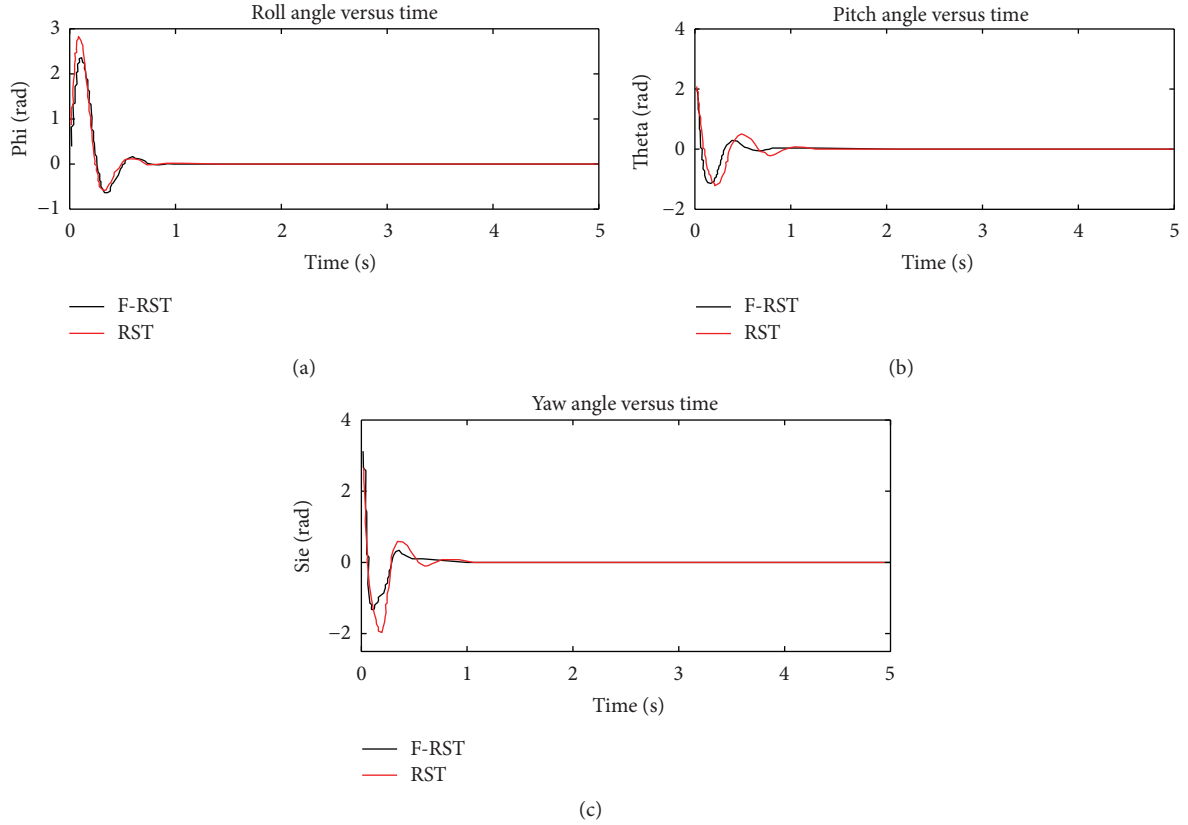 Roll angle versus time
3
2
1
0
−1
Phi (rad)
0 1 2 3 4 5
Time (s)
F-RST
RST
(a)
Pitch angle versus time
4
2
0
−2
Theta (rad)
0 1 2 3 4 5
Time (s)
F-RST
RST
(b)
Yaw angle versus time
4
2
0
−2
Sie (rad)
0 1 2 3 4 5
Time (s)
F-RST
RST
(c)